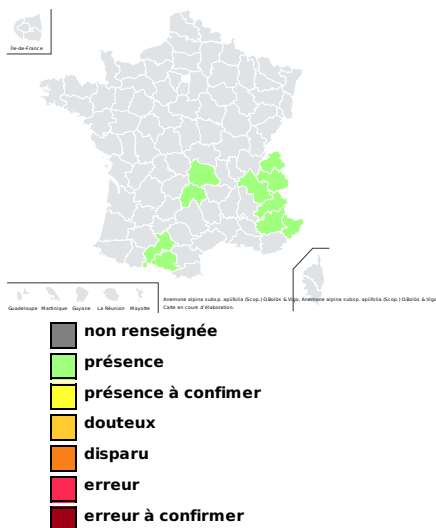 Île-de-France
Guadeloupe Martinique Guyane La Réunion Mayotte
Anemone alpina subsp. apiifolia (Scop.) O.Bolòs & Vigo, Anemone alpina subsp. apiifolia (Scop.) O.Bolòs & Vigo
Carte en cours d'élaboration.
non renseignée
présence
présence à confimer
douteux
disparu
erreur
erreur à confirmer